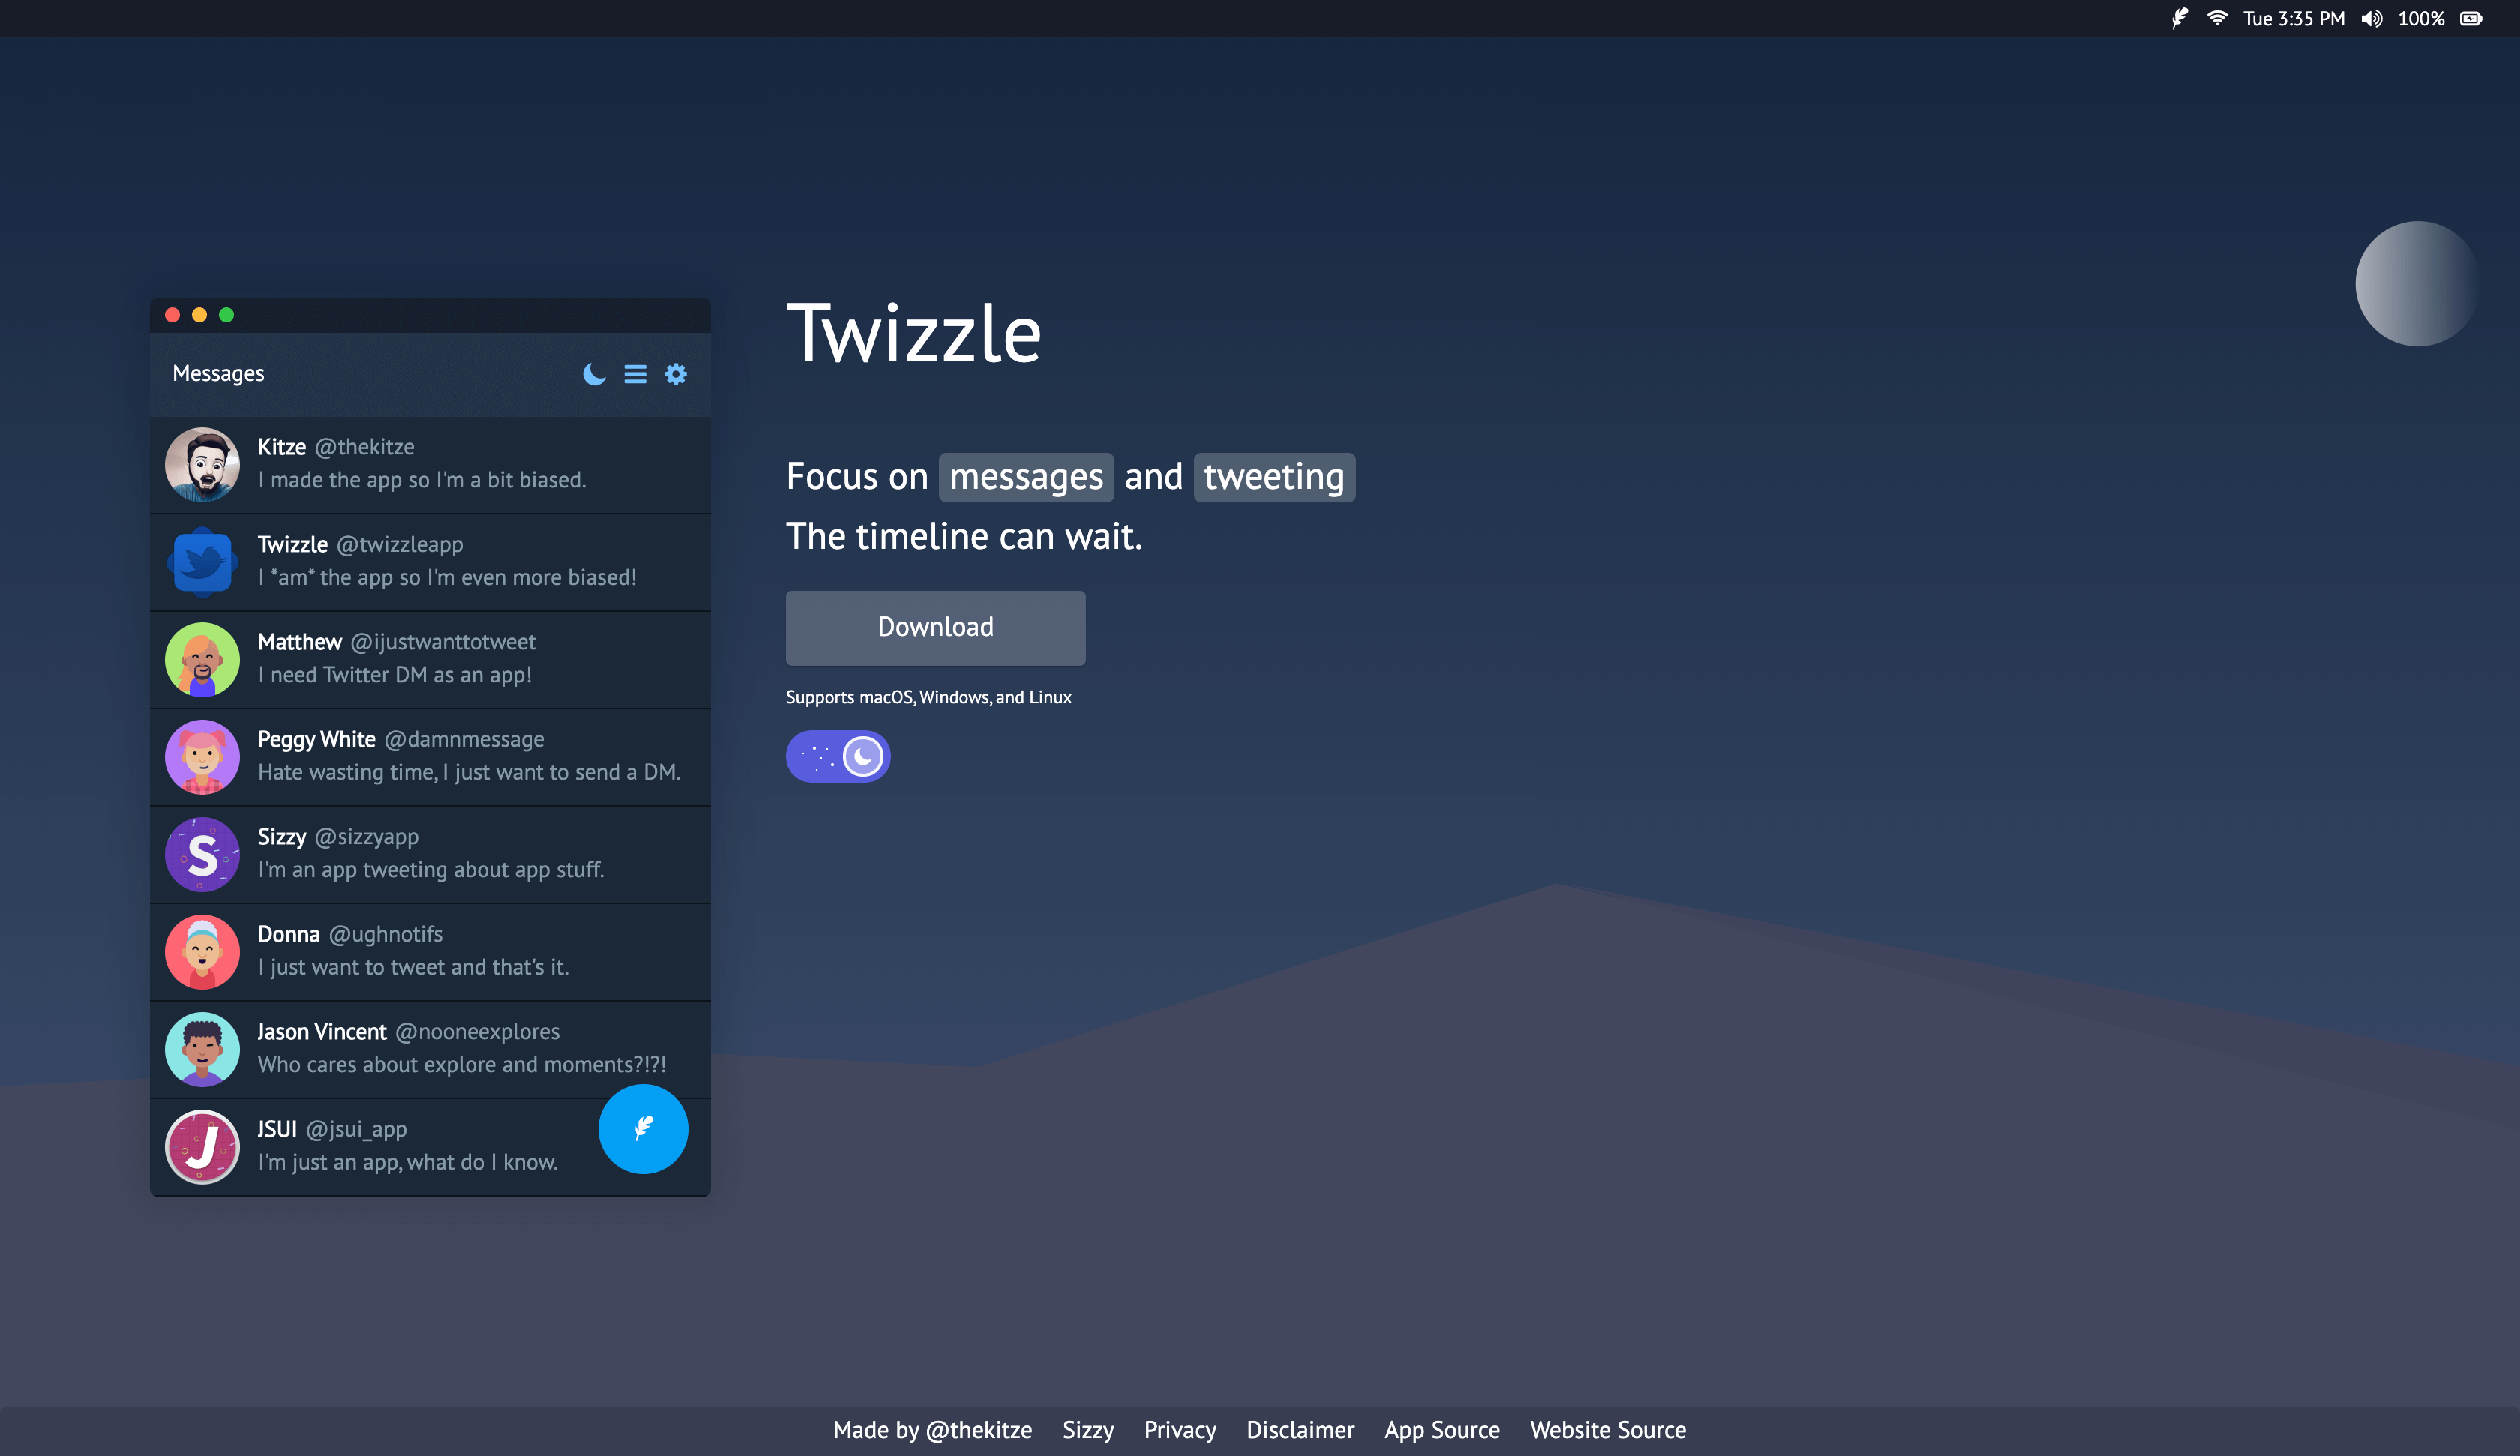 Tue 3:35 PM 100%
Messages
Kitze @thekitze
I made the app so I'm a bit biased.
Twizzle @twizzleapp
I *am* the app so I'm even more biased!
Matthew @ijustwanttotweet
I need Twitter DM as an app!
Peggy White @damnmessage
Hate wasting time, I just want to send a DM.
S
Sizzy @sizzyapp
I'm an app tweeting about app stuff.
Donna @ughnotifs
I just want to tweet and that's it.
Jason Vincent @nooneexplores
Who cares about explore and moments?!?!
J
JSUI @jsui_app
I'm just an app, what do I know.
Twizzle
Focus on messages and tweeting
The timeline can wait.
Download
Supports macOS, Windows, and Linux
Made by @thekitze Sizzy Privacy Disclaimer App Source Website Source